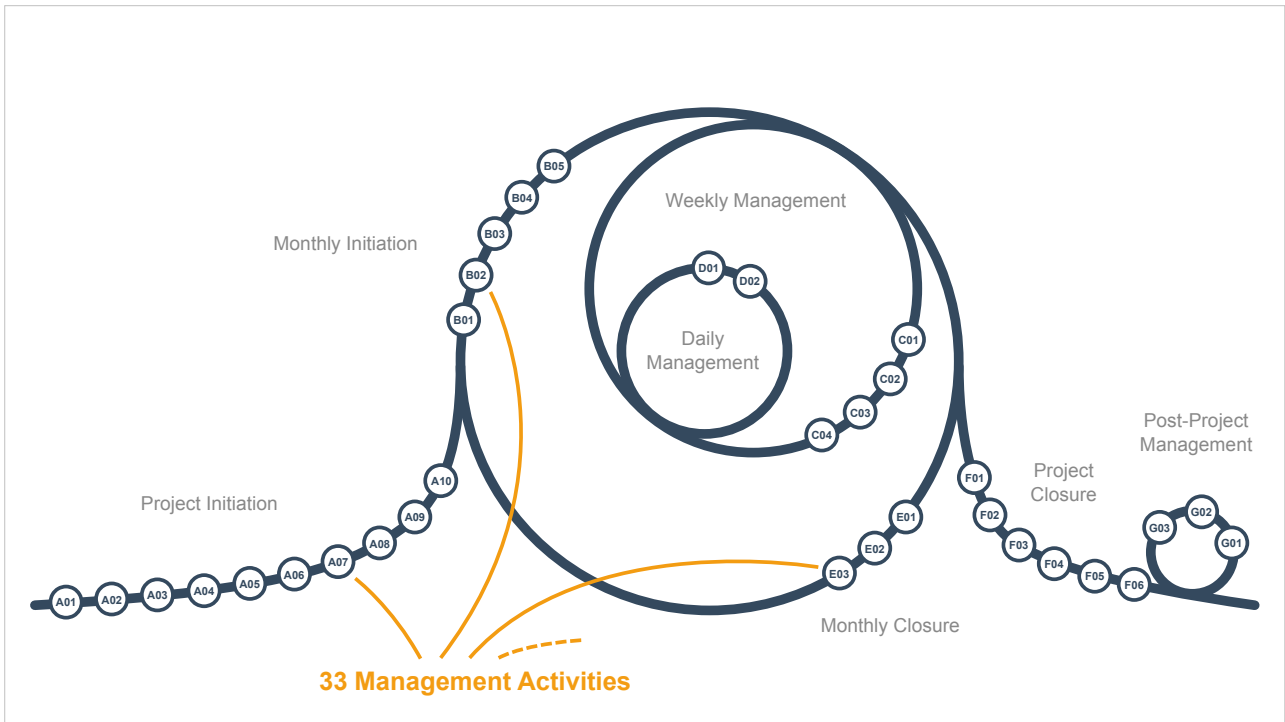 B05
B04
B03
B02
B01
Monthly Initiation
Weekly Management
D01
D02
Daily
Management
C01
C02
C03
C04
Project Initiation
A01
A02
A03
A04
A05
A06
A07
A08
A09
A10
E01
E02
E03
Monthly Closure
F01
F02
F03
F04
F05
F06
Project
Closure
Post-Project
Management
G03
G02
G01
33 Management Activities